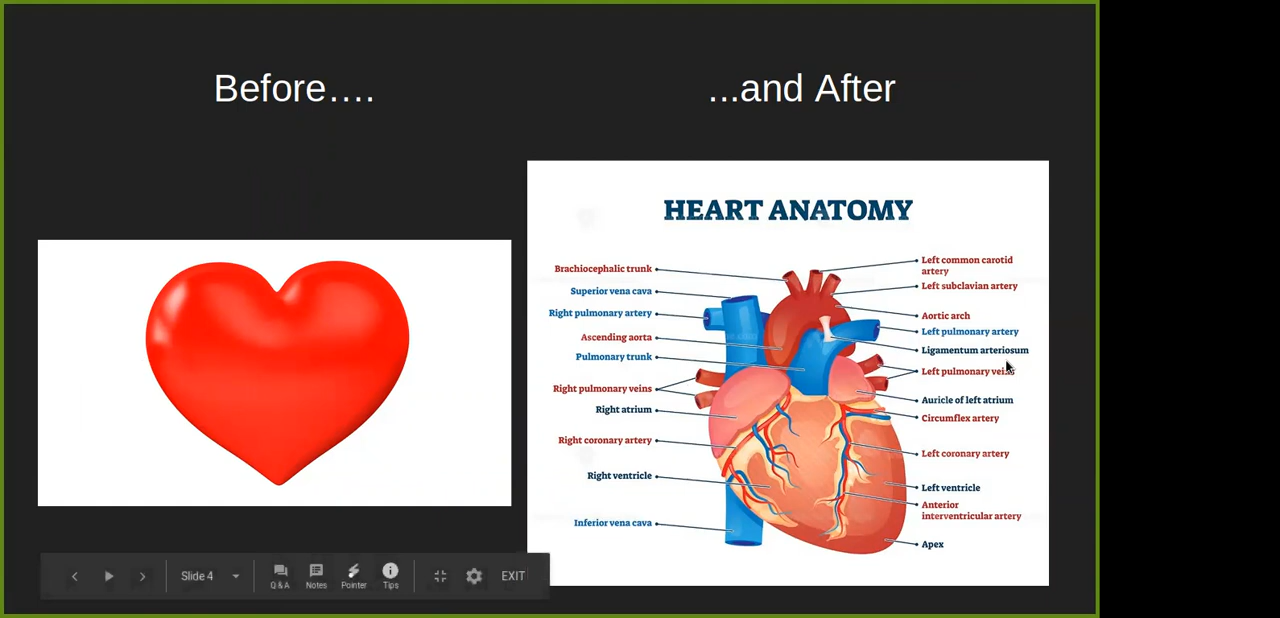 Before….
...and After
HEART ANATOMY
Brachiocephalic trunk
Superior vena cava
Right pulmonary artery
Ascending aorta
Pulmonary trunk
Right pulmonary veins
Right atrium
Right coronary artery
Right ventricle
Inferior vena cava
Left common carotid
artery
Left subclavian artery
Aortic arch
Left pulmonary artery
Ligamentum arteriosum
Left pulmonary veins
Auricle of left atrium
Circumflex artery
Left coronary artery
Left ventricle
Anterior
interventricular artery
Apex
Slide 4
Q&A
Notes
Pointer
Tips
EXIT